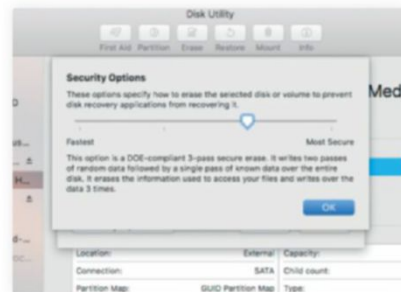 Disk Utility
First Aid Partition Erase Restore Mount Info
Security Options
These options specify how to erase the selected disk or volume to prevent
disk recovery applications from recovering it.
Med
Fastest
Most Secure
This option is a DOE-compliant 3-pass secure erase. It writes two passes
of random data followed by a single pass of known data over the entire
disk. It erases the information used to access your files and writes over the
data 3 times.
OK
Location: External Capacity:
Connection: SATA Child count:
Partition Map: GUID Partition Map Type: